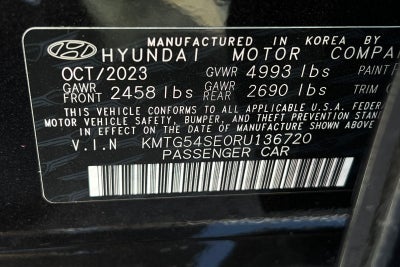 MANUFACTURED IN KOREA BY
HYUNDAI MOTOR COMPA
OCT/2023 GVWR 4993 lbs PAINT
GAWR FRONT 2458 lbs GAWR REAR 2690 lbs TRIM
THIS VEHICLE CONFORMS TO ALL APPLICABLE U.S.A. FEDER
MOTOR VEHICLE SAFETY, BUMPER, AND THEFT PREVENTION STAN
IN EFFECT ON THE DATE OF MANUFACTURE SHOWN ABOVE
V.I.N KMTG54SE0RU136720
PASSENGER CAR